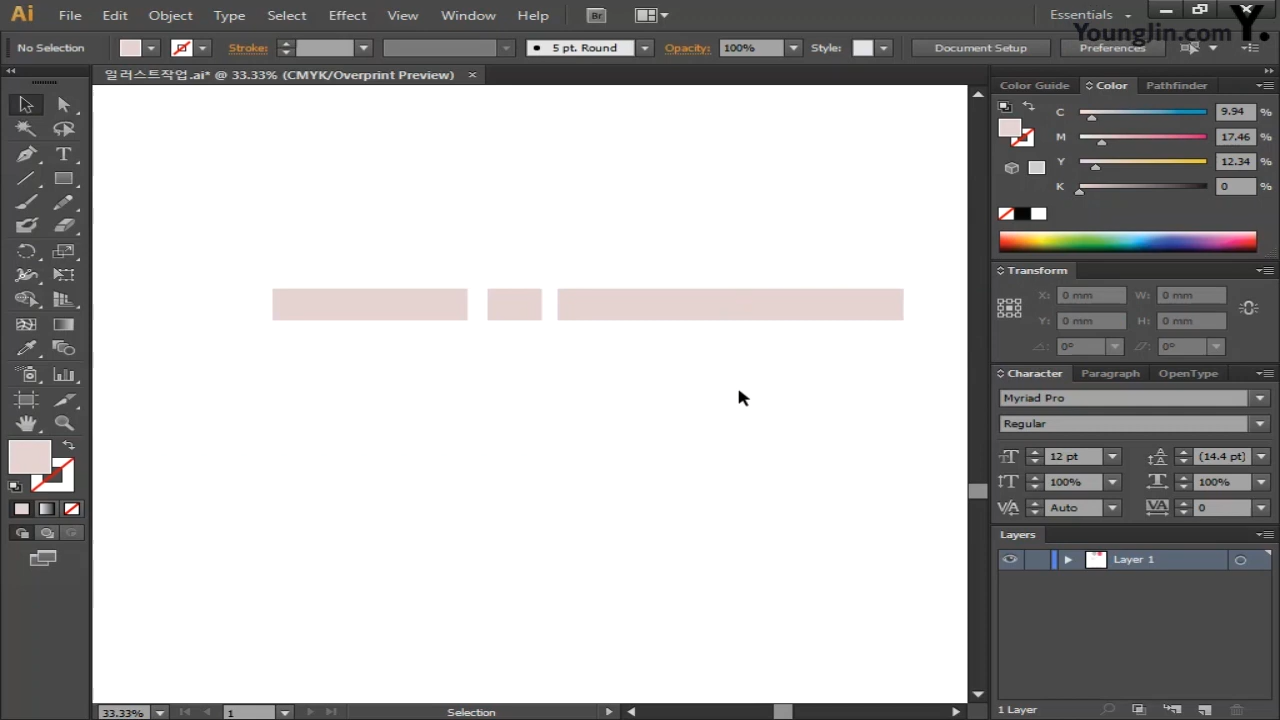 Ai File Edit Object Type Select Effect View Window Help Br Essentials
YoungJin.com Y.
No Selection Stroke: 5 pt. Round Opacity: 100% Style: Document Setup Preferences
일러스트작업.ai* @ 33.33% (CMYK/Overprint Preview) ×
Color Guide Color Pathfinder
C 9.94 %
M 17.46 %
Y 12.34 %
K 0 %
Transform
X: 0 mm W: 0 mm
Y: 0 mm H: 0 mm
0° 0°
Character Paragraph OpenType
Myriad Pro
Regular
12 pt (14.4 pt)
100% 100%
Auto 0
Layers
Layer 1
1 Layer
33.33% 1 Selection